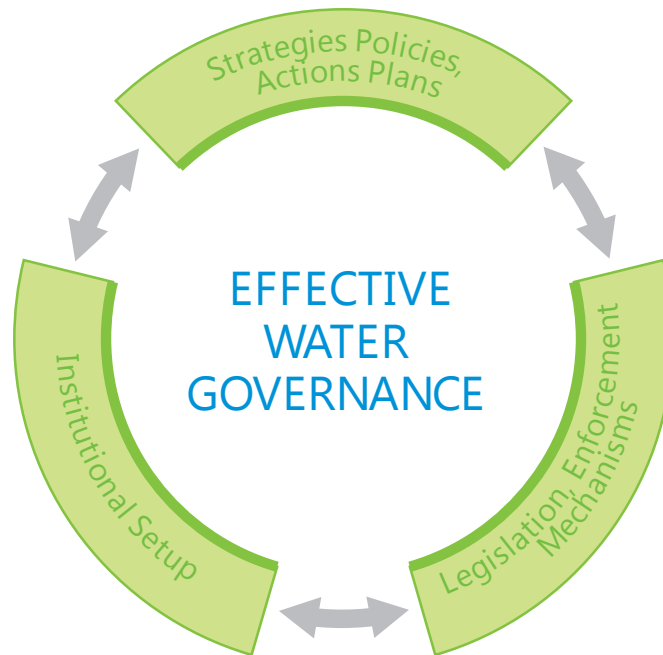 Strategies Policies,
Actions Plans
EFFECTIVE
WATER
GOVERNANCE
Institutional Setup
Legislation, Enforcement
Mechanisms